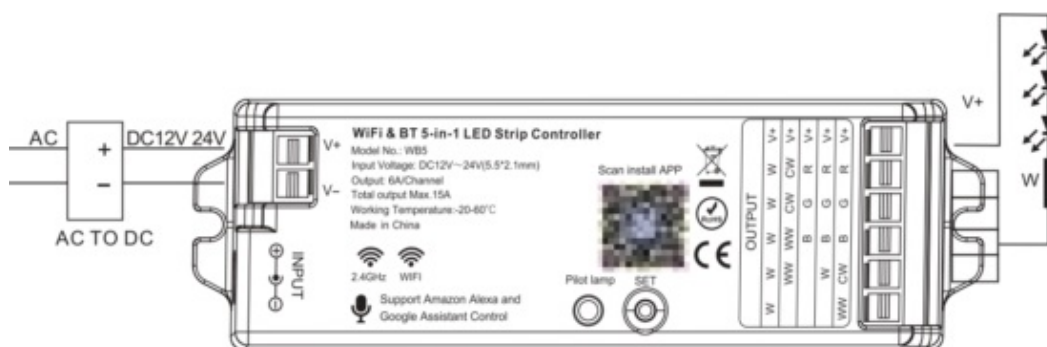 AC
DC12V 24V
+
−
AC TO DC
V+
V−
INPUT
WiFi & BT 5-in-1 LED Strip Controller
Model No.: WB5
Input Voltage: DC12V～24V(5.5*2.1mm)
Output: 6A/Channel
Total output Max.15A
Working Temperature:-20-60°C
Made in China
2.4GHz WIFI
Support Amazon Alexa and
Google Assistant Control
Scan install APP
RoHS
CE
Pilot lamp
SET
OUTPUT
W W W W W V+
WW WW CW CW V+
B G R V+
W B G R V+
WW CW B G R V+
V+
W